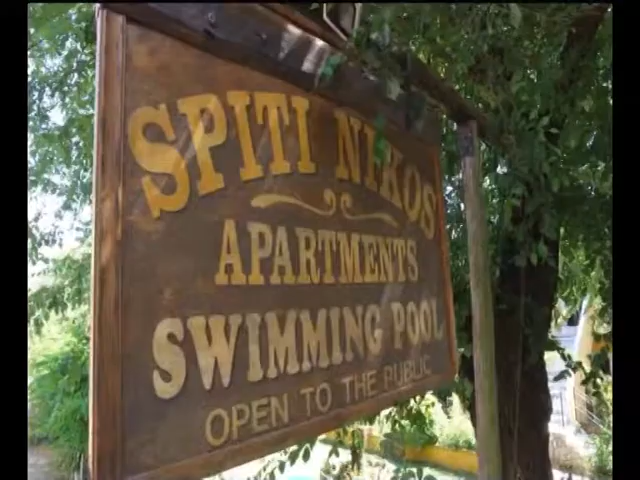 SPITI NIKOS
APARTMENTS
SWIMMING POOL
OPEN TO THE PUBLIC